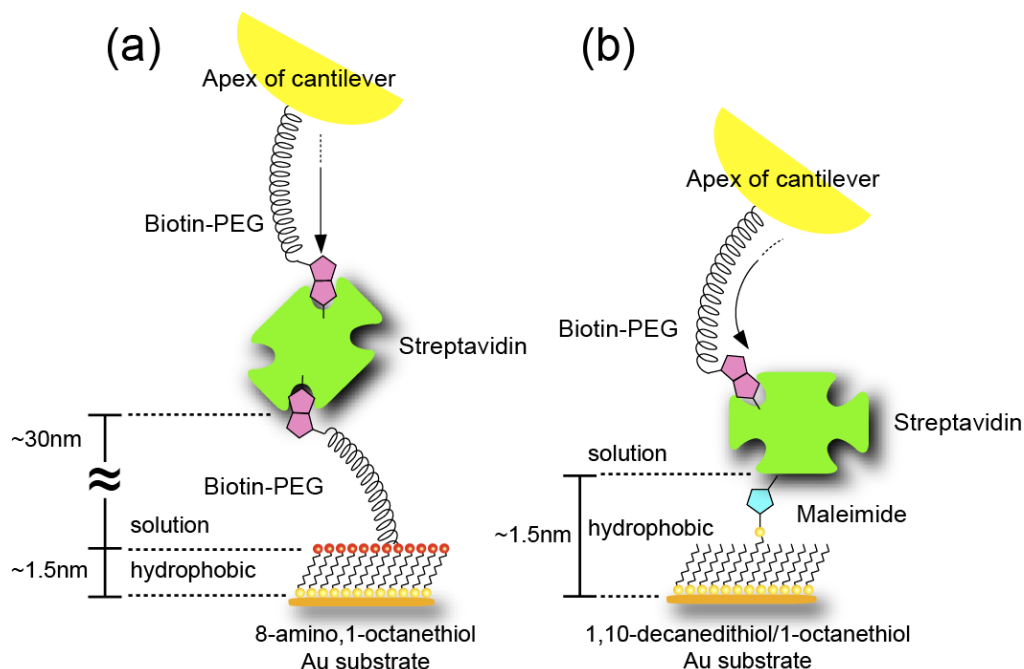 (a)
Apex of cantilever
Biotin-PEG
Streptavidin
~30nm
≈
Biotin-PEG
solution
~1.5nm
hydrophobic
8-amino,1-octanethiol
Au substrate
(b)
Apex of cantilever
Biotin-PEG
Streptavidin
solution
Maleimide
~1.5nm
hydrophobic
1,10-decanedithiol/1-octanethiol
Au substrate